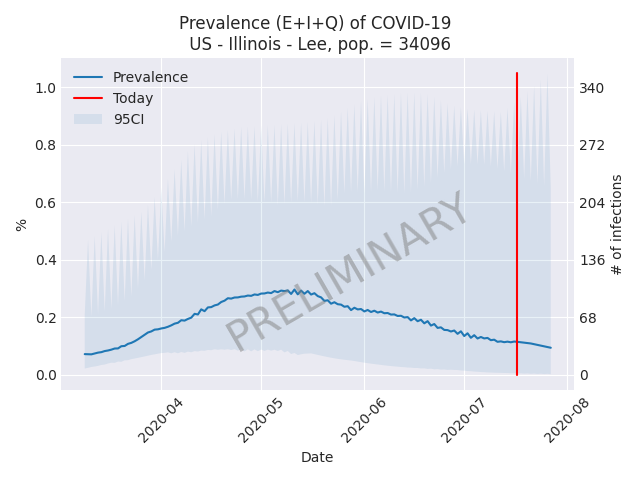 Prevalence (E+I+Q) of COVID-19
US - Illinois - Lee, pop. = 34096
Prevalence
Today
95CI
1.0
0.8
0.6
0.4
0.2
0.0
%
340
272
204
136
68
0
# of infections
PRELIMINARY
2020-04
2020-05
2020-06
2020-07
2020-08
Date